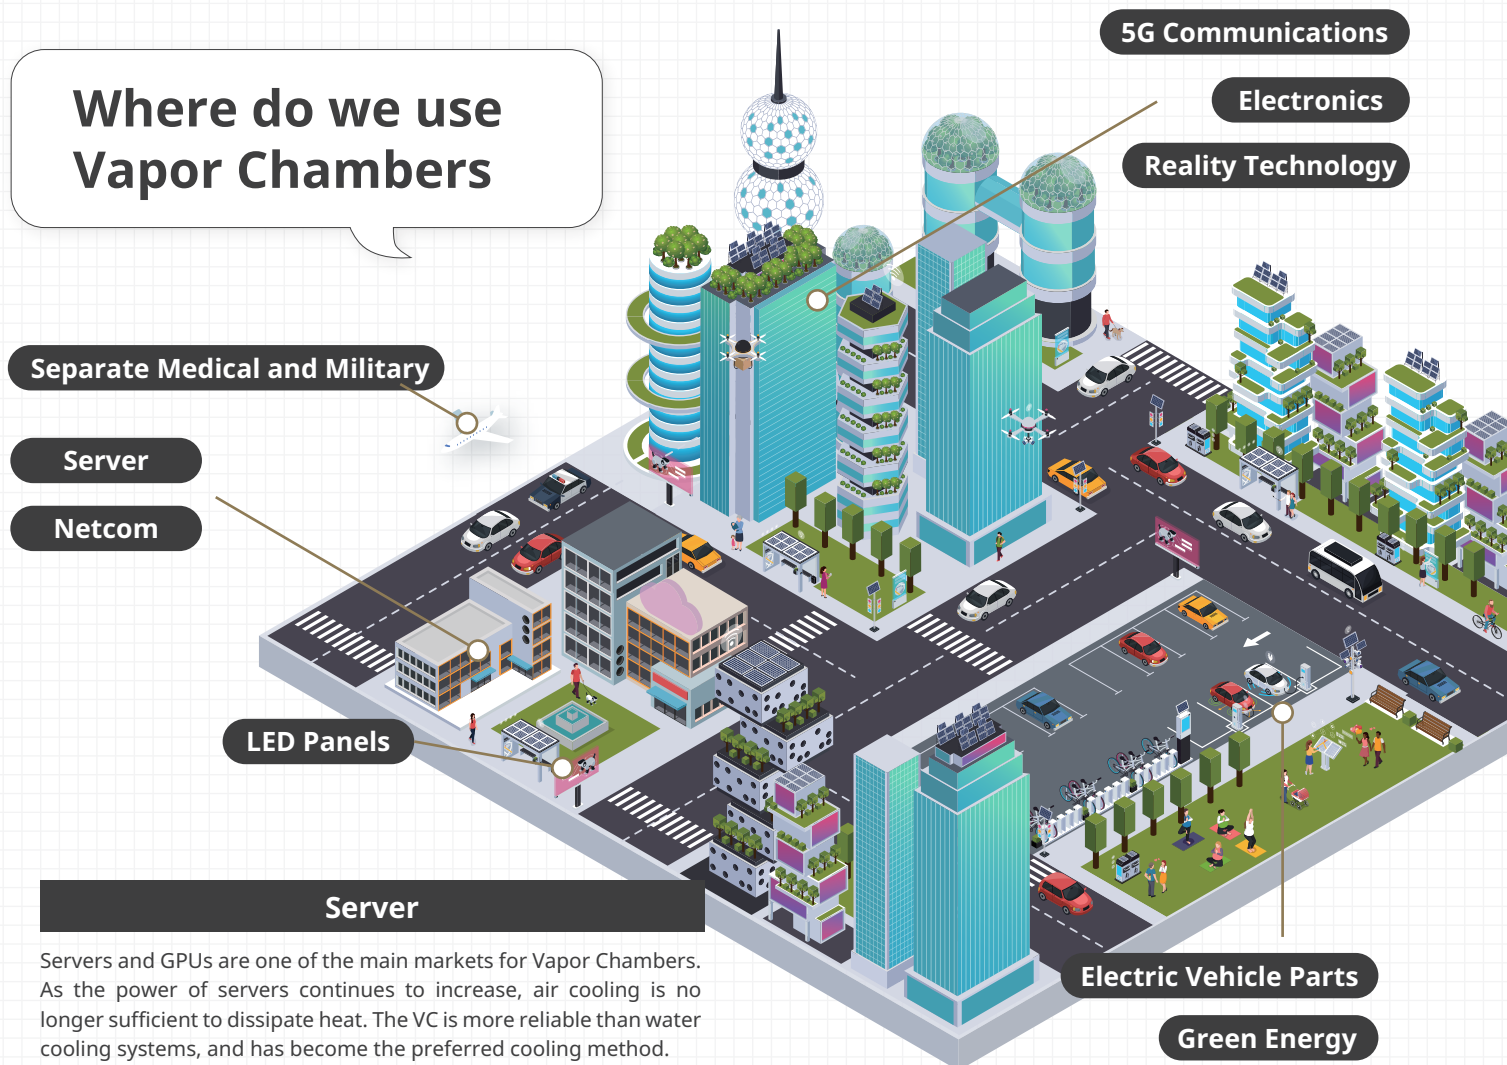 Where do we use
Vapor Chambers
5G Communications
Electronics
Reality Technology
Separate Medical and Military
Server
Netcom
LED Panels
Server
Servers and GPUs are one of the main markets for Vapor Chambers.
As the power of servers continues to increase, air cooling is no
longer sufficient to dissipate heat. The VC is more reliable than water
cooling systems, and has become the preferred cooling method.
Electric Vehicle Parts
Green Energy